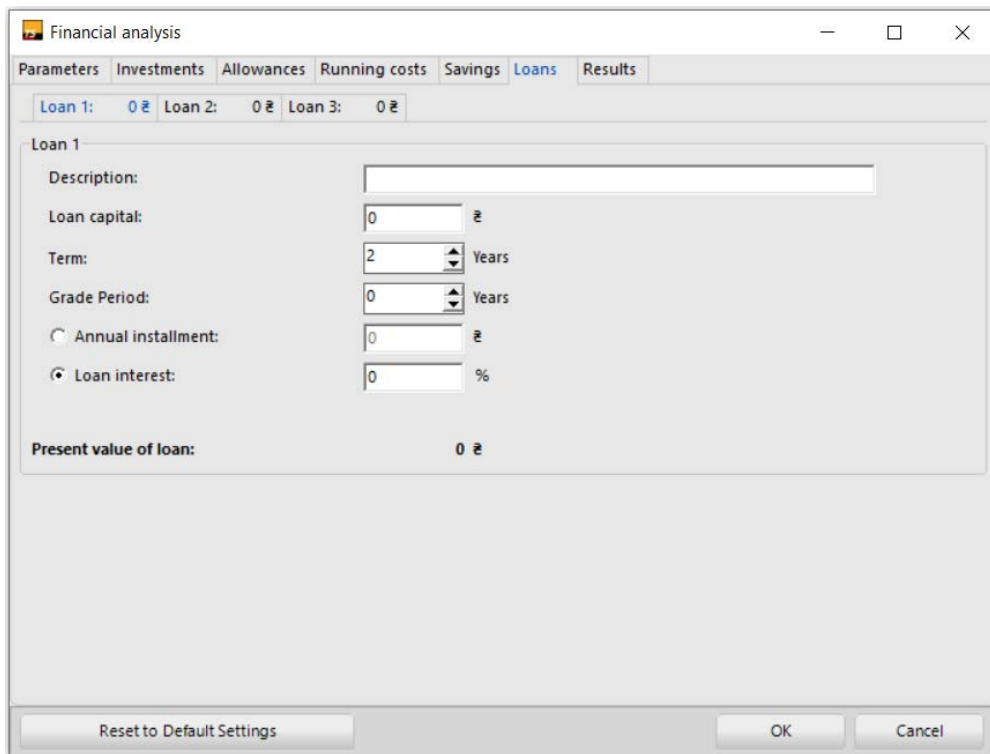 Financial analysis
Parameters Investments Allowances Running costs Savings Loans Results
Loan 1: 0 ₴ Loan 2: 0 ₴ Loan 3: 0 ₴
Loan 1
Description:
Loan capital: 0 ₴
Term: 2 Years
Grade Period: 0 Years
Annual installment: 0 ₴
Loan interest: 0 %
Present value of loan: 0 ₴
Reset to Default Settings OK Cancel